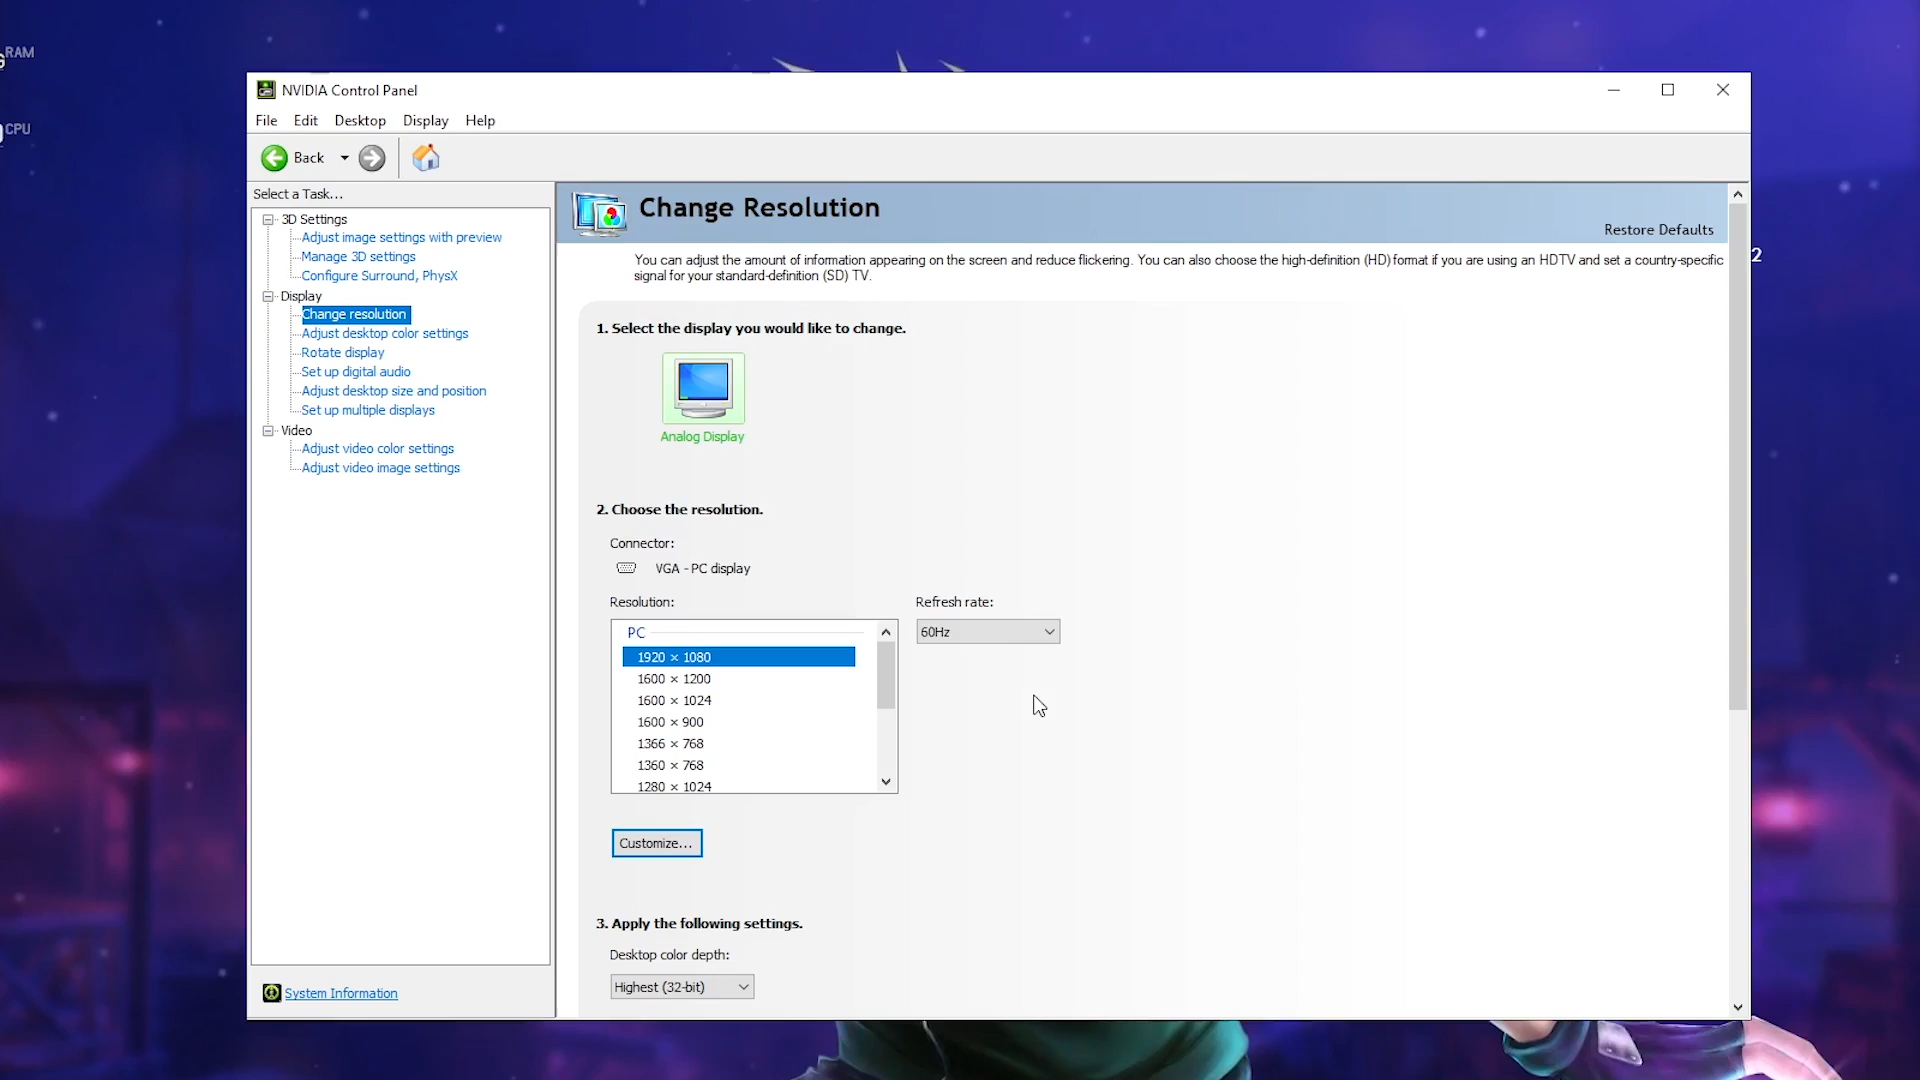 RAM
CPU
NVIDIA Control Panel
File Edit Desktop Display Help
Back
Select a Task...
3D Settings
Adjust image settings with preview
Manage 3D settings
Configure Surround, PhysX
Display
Change resolution
Adjust desktop color settings
Rotate display
Set up digital audio
Adjust desktop size and position
Set up multiple displays
Video
Adjust video color settings
Adjust video image settings
System Information
Change Resolution
Restore Defaults
You can adjust the amount of information appearing on the screen and reduce flickering. You can also choose the high-definition (HD) format if you are using an HDTV and set a country-specific
signal for your standard-definition (SD) TV.
1. Select the display you would like to change.
Analog Display
2. Choose the resolution.
Connector:
VGA - PC display
Resolution:
Refresh rate:
PC
60Hz
1920 × 1080
1600 × 1200
1600 × 1024
1600 × 900
1366 × 768
1360 × 768
1280 × 1024
Customize...
3. Apply the following settings.
Desktop color depth:
Highest (32-bit)
2